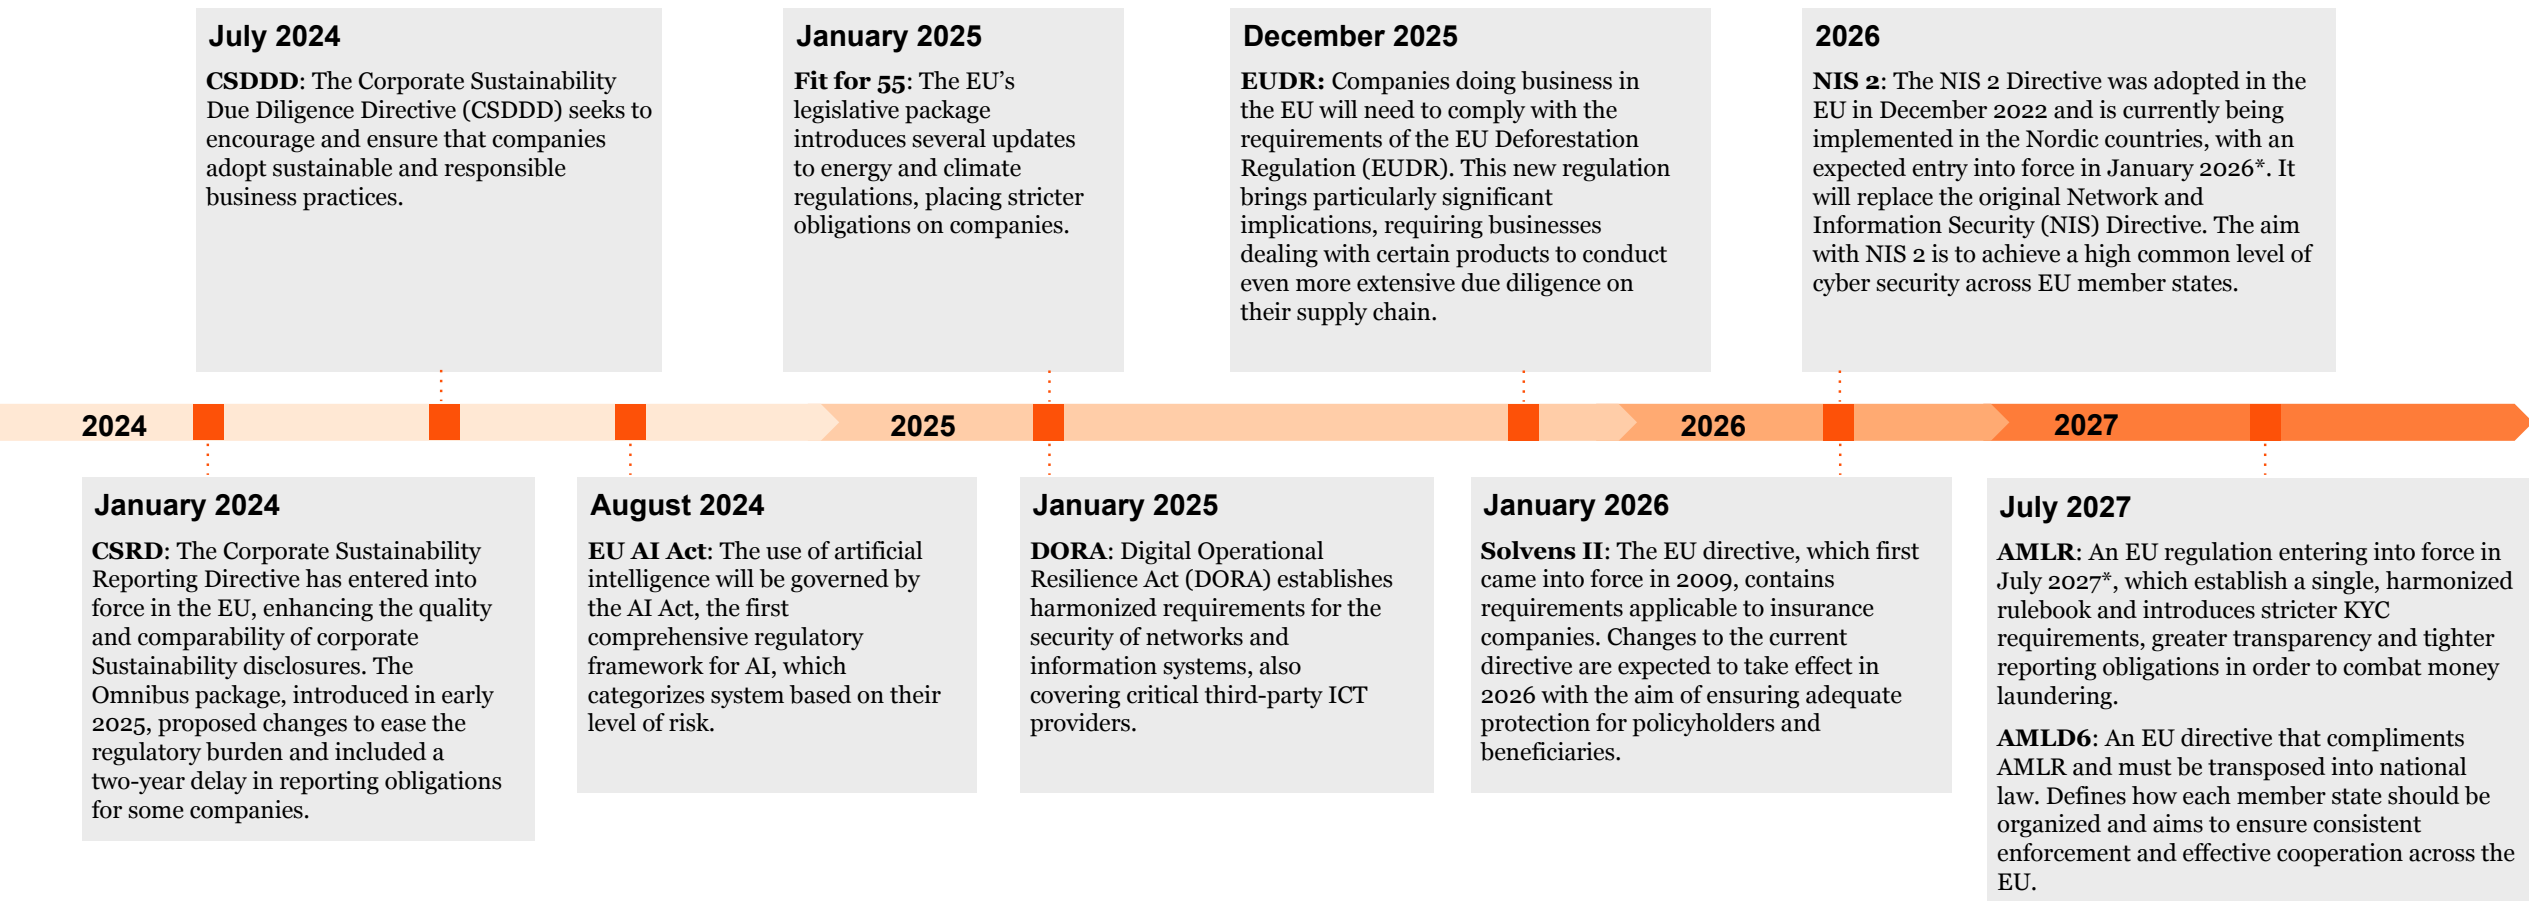 July 2024
CSDDD: The Corporate Sustainability
Due Diligence Directive (CSDDD) seeks to
encourage and ensure that companies
adopt sustainable and responsible
business practices.
January 2025
Fit for 55: The EU’s
legislative package
introduces several updates
to energy and climate
regulations, placing stricter
obligations on companies.
December 2025
EUDR: Companies doing business in
the EU will need to comply with the
requirements of the EU Deforestation
Regulation (EUDR). This new regulation
brings particularly significant
implications, requiring businesses
dealing with certain products to conduct
even more extensive due diligence on
their supply chain.
2026
NIS 2: The NIS 2 Directive was adopted in the
EU in December 2022 and is currently being
implemented in the Nordic countries, with an
expected entry into force in January 2026*. It
will replace the original Network and
Information Security (NIS) Directive. The aim
with NIS 2 is to achieve a high common level of
cyber security across EU member states.
2024
2025
2026
2027
January 2024
CSRD: The Corporate Sustainability
Reporting Directive has entered into
force in the EU, enhancing the quality
and comparability of corporate
Sustainability disclosures. The
Omnibus package, introduced in early
2025, proposed changes to ease the
regulatory burden and included a
two-year delay in reporting obligations
for some companies.
August 2024
EU AI Act: The use of artificial
intelligence will be governed by
the AI Act, the first
comprehensive regulatory
framework for AI, which
categorizes system based on their
level of risk.
January 2025
DORA: Digital Operational
Resilience Act (DORA) establishes
harmonized requirements for the
security of networks and
information systems, also
covering critical third-party ICT
providers.
January 2026
Solvens II: The EU directive, which first
came into force in 2009, contains
requirements applicable to insurance
companies. Changes to the current
directive are expected to take effect in
2026 with the aim of ensuring adequate
protection for policyholders and
beneficiaries.
July 2027
AMLR: An EU regulation entering into force in
July 2027*, which establish a single, harmonized
rulebook and introduces stricter KYC
requirements, greater transparency and tighter
reporting obligations in order to combat money
laundering.
AMLD6: An EU directive that compliments
AMLR and must be transposed into national
law. Defines how each member state should be
organized and aims to ensure consistent
enforcement and effective cooperation across the
EU.